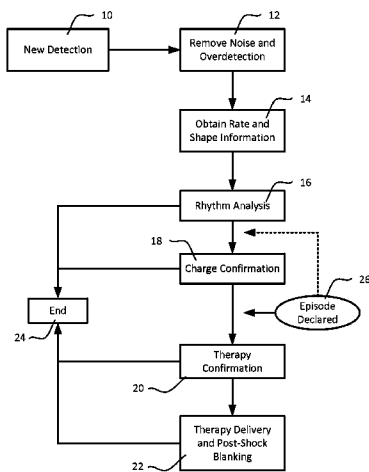 10
New Detection
12
Remove Noise and
Overdetection
14
Obtain Rate and
Shape Information
16
Rhythm Analysis
18
Charge Confirmation
26
Episode
Declared
End
24
Therapy
Confirmation
20
Therapy Delivery
and Post-Shock
Blanking
22